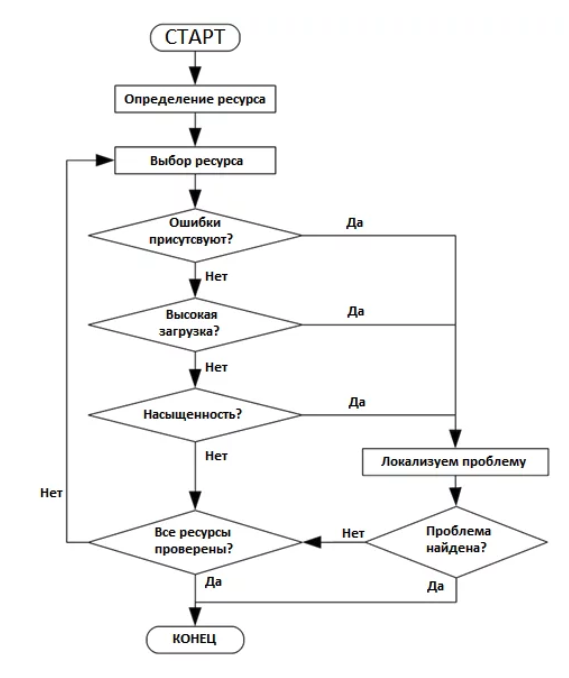 СТАРТ
Определение ресурса
Выбор ресурса
Ошибки
присутсвуют?
Да
Нет
Высокая
загрузка?
Да
Нет
Насыщенность?
Да
Нет
Локализуем проблему
Нет
Все ресурсы
проверены?
Нет
Проблема
найдена?
Да
Да
КОНЕЦ